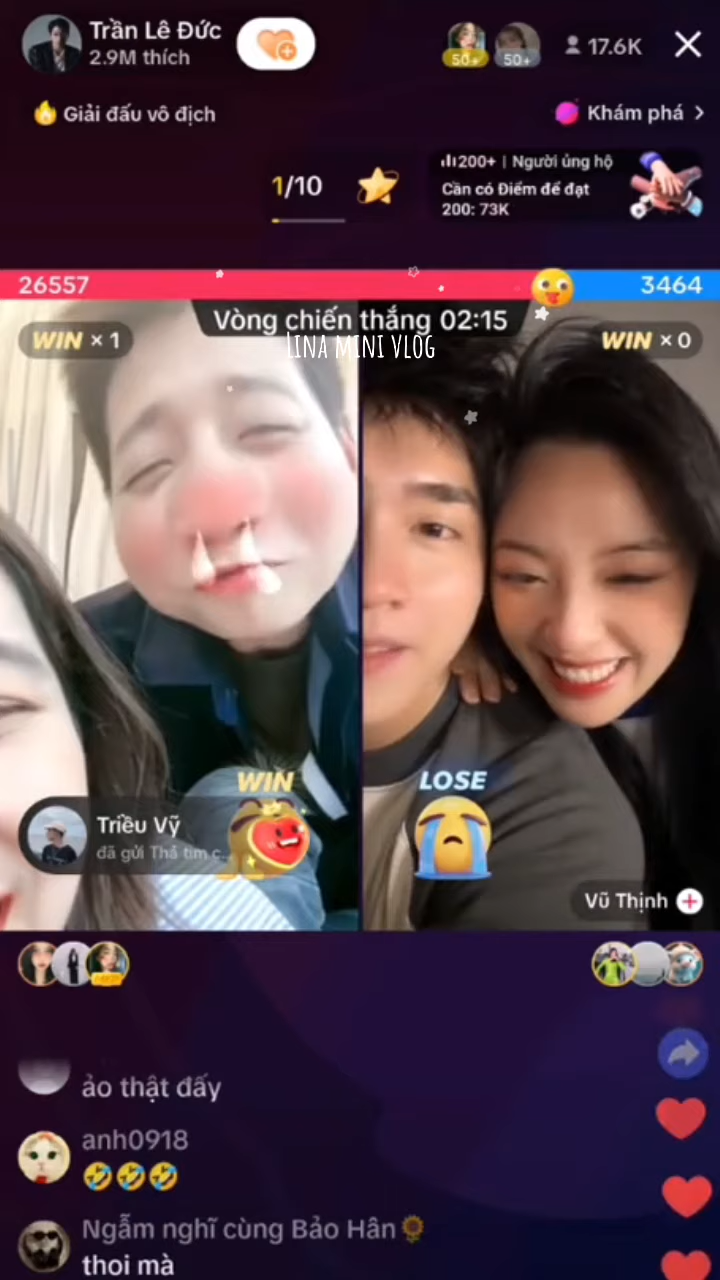 Trần Lê Đức
2.9M thích
50+
50+
17.6K
Giải đấu vô địch
Khám phá >
1/10
200+ | Người ủng hộ
Cần có Điểm để đạt
200: 73K
26557
3464
Vòng chiến thắng 02:15
LINA MINI VLOG
WIN × 1
WIN × 0
WIN
LOSE
Triều Vỹ
đã gửi Thả tim c...
Vũ Thịnh
ảo thật đấy
anh0918
🤣🤣🤣
Ngẫm nghĩ cùng Bảo Hân🌻
thoi mà